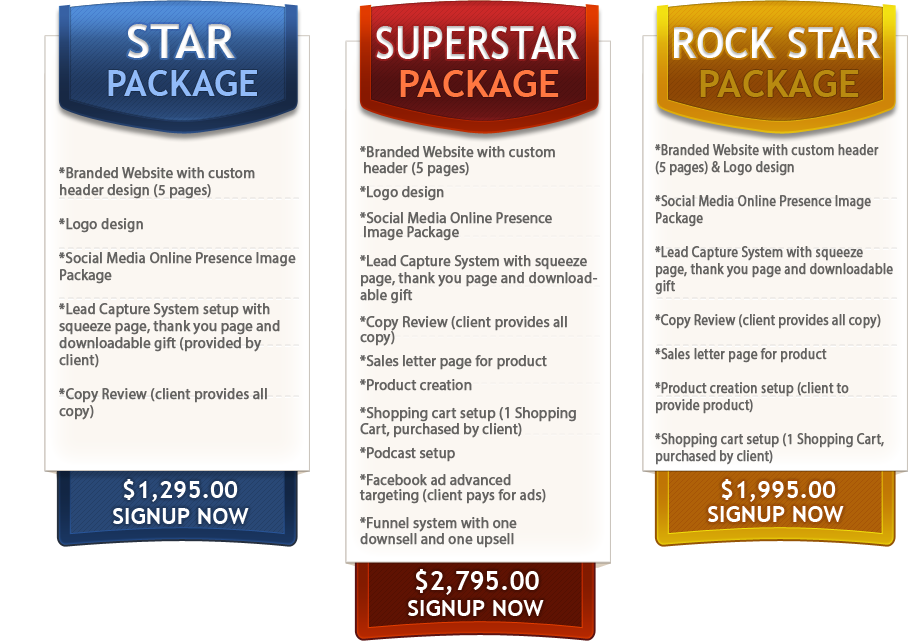 STAR
PACKAGE
*Branded Website with custom
header design (5 pages)
*Logo design
*Social Media Online Presence Image
Package
*Lead Capture System setup with
squeeze page, thank you page and
downloadable gift (provided by
client)
*Copy Review (client provides all
copy)
$1,295.00
SIGNUP NOW
SUPERSTAR
PACKAGE
*Branded Website with custom
header (5 pages)
*Logo design
*Social Media Online Presence
Image Package
*Lead Capture System with squeeze
page, thank you page and download-
able gift
*Copy Review (client provides all
copy)
*Sales letter page for product
*Product creation
*Shopping cart setup (1 Shopping
Cart, purchased by client)
*Podcast setup
*Facebook ad advanced
targeting (client pays for ads)
*Funnel system with one
downsell and one upsell
$2,795.00
SIGNUP NOW
ROCK STAR
PACKAGE
*Branded Website with custom header
(5 pages) & Logo design
*Social Media Online Presence Image
Package
*Lead Capture System with squeeze
page, thank you page and downloadable
gift
*Copy Review (client provides all copy)
*Sales letter page for product
*Product creation setup (client to
provide product)
*Shopping cart setup (1 Shopping Cart,
purchased by client)
$1,995.00
SIGNUP NOW